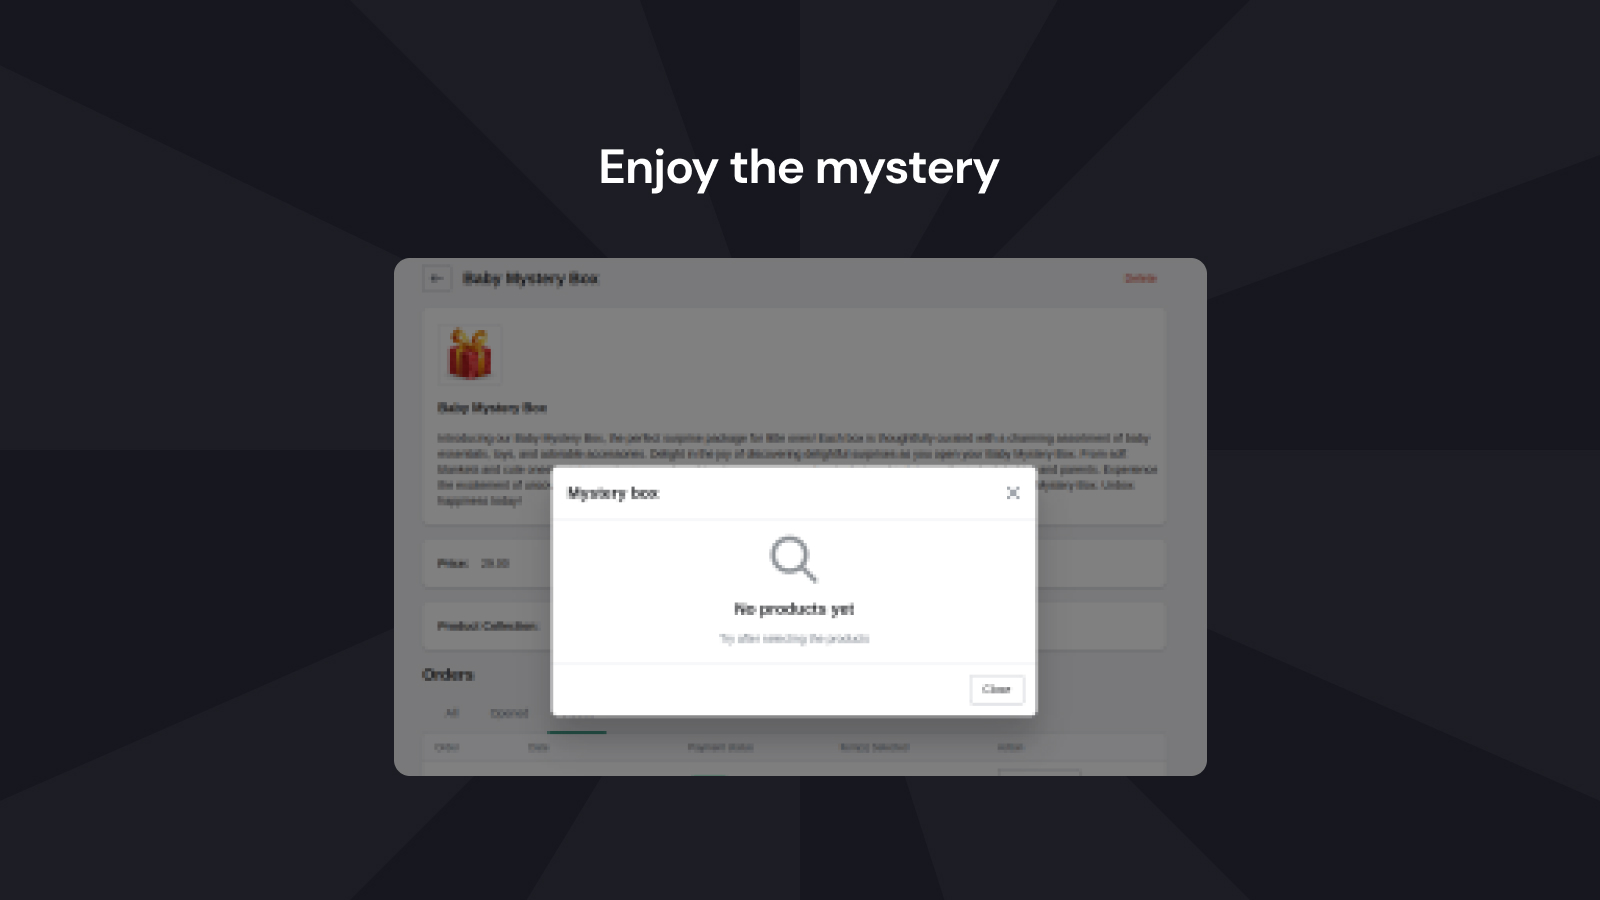 Enjoy the mystery
Baby Mystery Box
Delete
Baby Mystery Box
Introducing our Baby Mystery Box, the perfect surprise package for little ones! Each box is thoughtfully curated with a charming assortment of baby
essentials, toys, and adorable accessories. Delight in the joy of discovering delightful surprises as you open your Baby Mystery Box. From soft
blankets and cute and parents. Experience
the excitement of Mystery Box. Unbox
happiness today!
Mystery box
No products yet
Try after selecting the products
Close
Price: 29.00
Product Collection:
Orders
All Opened
Order Date Payment status Item(s) Selected Action